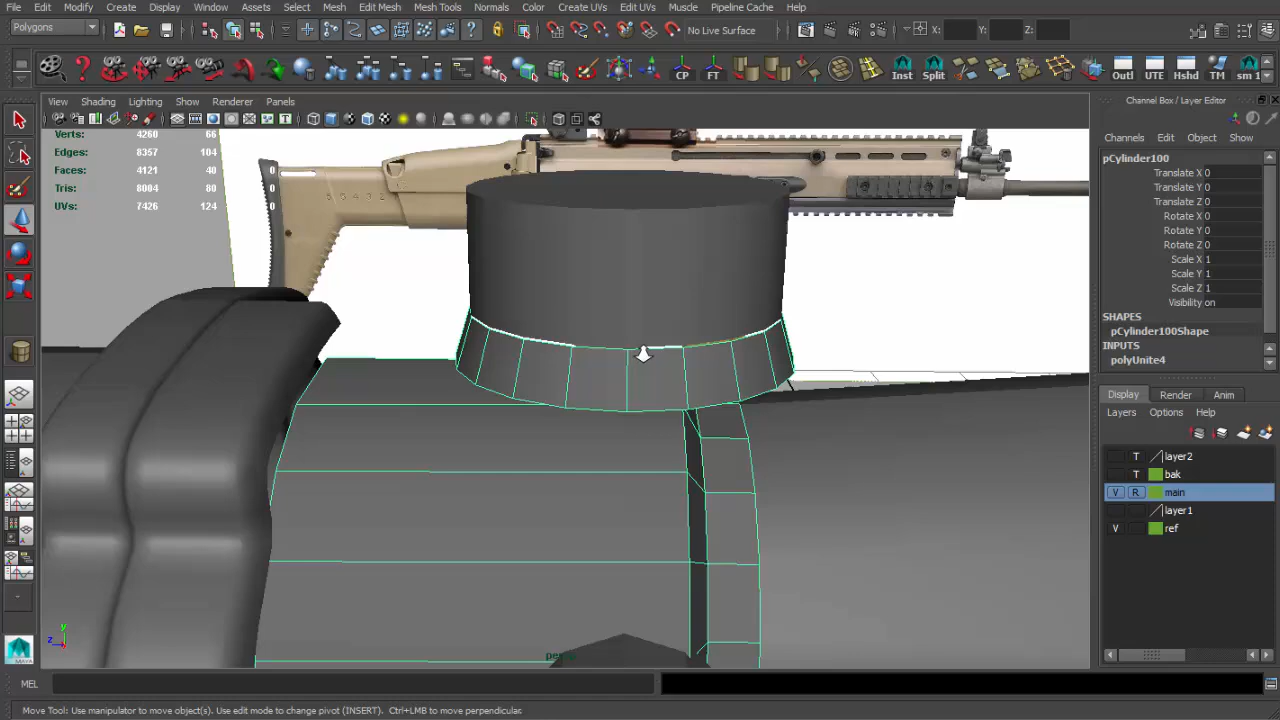 File Edit Modify Create Display Window Assets Select Mesh Edit Mesh Mesh Tools Normals Color Create UVs Edit UVs Muscle Pipeline Cache Help
Polygons No Live Surface X: Y: Z:
CP FT Inst Split Outl UTE Hshd TM sm 1
View Shading Lighting Show Renderer Panels
Channel Box / Layer Editor
Channels Edit Object Show
Verts: 4260 66 0
Edges: 8357 104 0
Faces: 4121 40 0
Tris: 8004 80 0
UVs: 7426 124 0
pCylinder100
Translate X 0
Translate Y 0
Translate Z 0
Rotate X 0
Rotate Y 0
Rotate Z 0
Scale X 1
Scale Y 1
Scale Z 1
Visibility on
SHAPES
pCylinder100Shape
INPUTS
polyUnite4
Display Render Anim
Layers Options Help
T layer2
T bak
V R main
layer1
V ref
y
z
MEL
Move Tool: Use manipulator to move object(s). Use edit mode to change pivot (INSERT). Ctrl+LMB to move perpendicular.